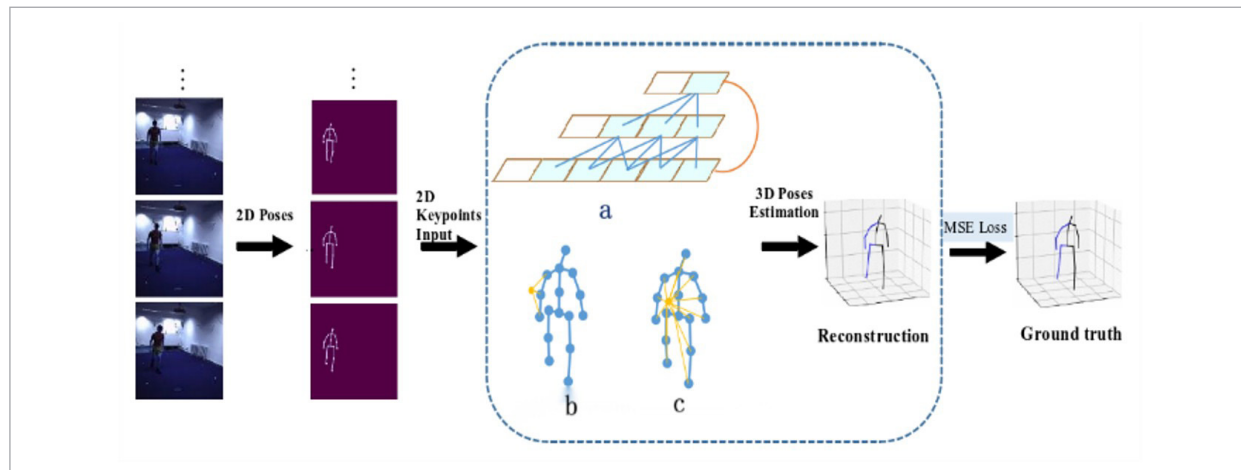 2D Poses
2D
Keypoints
Input
a
b
c
3D Poses
Estimation
Reconstruction
MSE Loss
Ground truth